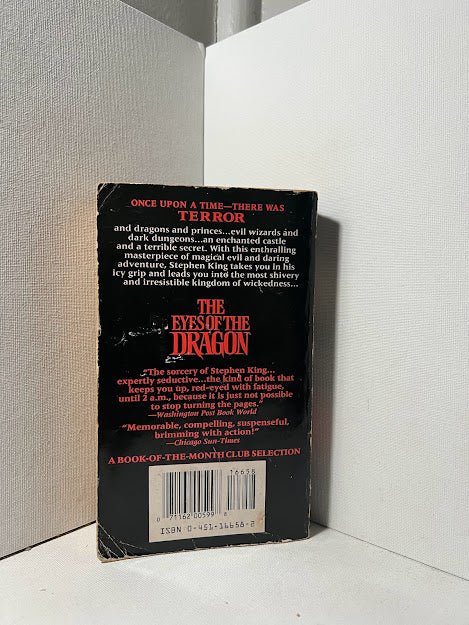 ONCE UPON A TIME—THERE WAS
TERROR
and dragons and princes...evil wizards and
dark dungeons...an enchanted castle
and a terrible secret. With this enthralling
masterpiece of magical evil and daring
adventure, Stephen King takes you in his
icy grip and leads you into the most shivery
and irresistible kingdom of wickedness...
THE
EYES OF THE
DRAGON
"The sorcery of Stephen King...
expertly seductive...the kind of book that
keeps you up, red-eyed with fatigue,
until 2 a.m., because it is just not possible
to stop turning the pages."
—Washington Post Book World
"Memorable, compelling, suspenseful,
brimming with action!"
—Chicago Sun-Times
A BOOK-OF-THE-MONTH CLUB SELECTION
16658
0 71162 00599 8
ISBN 0-451-16658-2